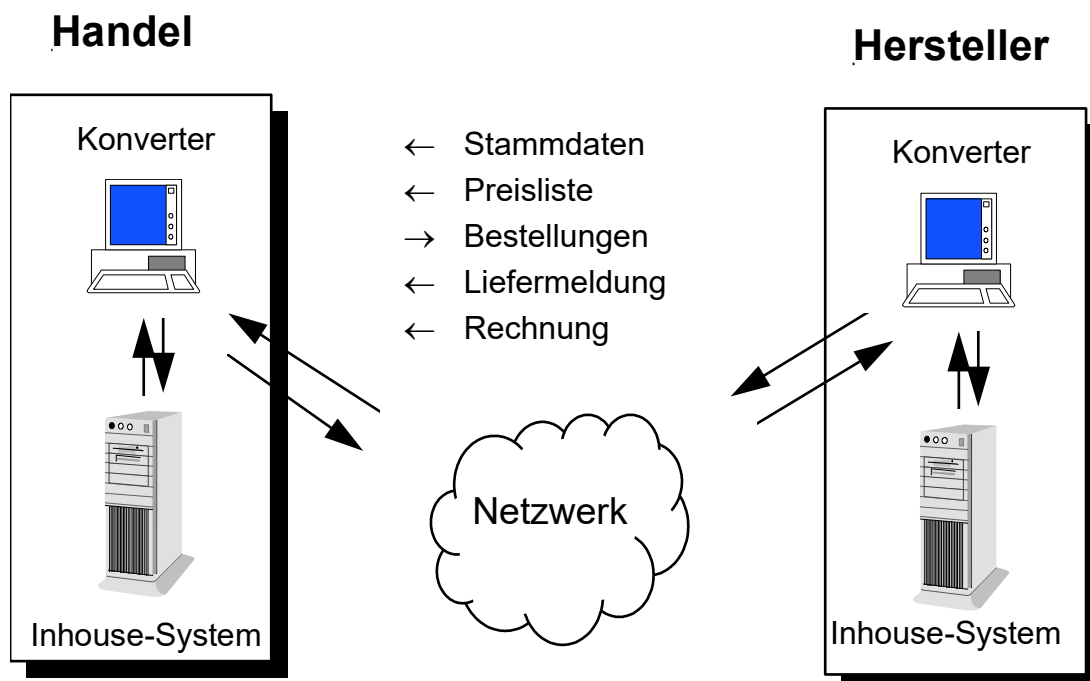 Handel
Hersteller
Konverter
← Stammdaten
← Preisliste
→ Bestellungen
← Liefermeldung
← Rechnung
Konverter
Netzwerk
Inhouse-System
Inhouse-System